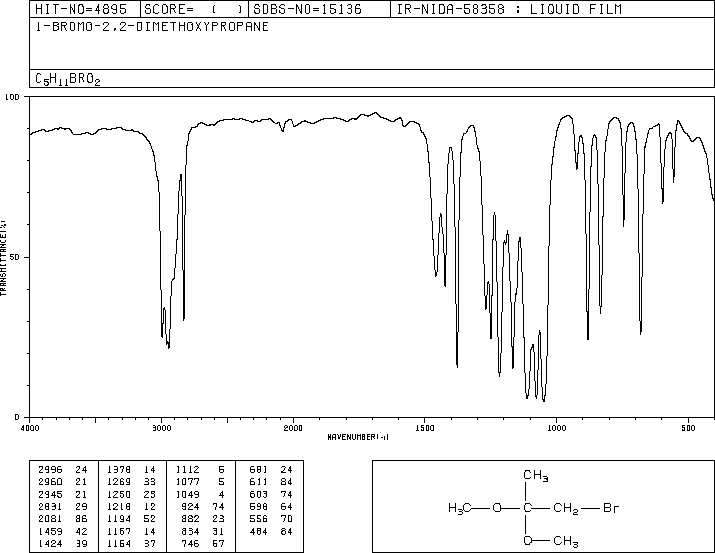 HIT-NO=4895 SCORE= ( ) SDBS-NO=15136 IR-NIDA-58358 : LIQUID FILM
1-BROMO-2,2-DIMETHOXYPROPANE
C5H11BRO2
100
50
0
TRANSMITTANCE(%)
4000 3000 2000 1500 1000 500
WAVENUMBER(-1)
2996 24 1378 14 1112 6 681 24
2960 21 1269 33 1077 5 611 84
2945 21 1250 25 1049 4 603 74
2831 29 1218 12 924 74 598 64
2081 86 1194 52 882 23 556 70
1459 42 1167 14 834 31 484 84
1424 39 1154 37 746 57
CH3
H3C—O—C—CH2—Br
O—CH3